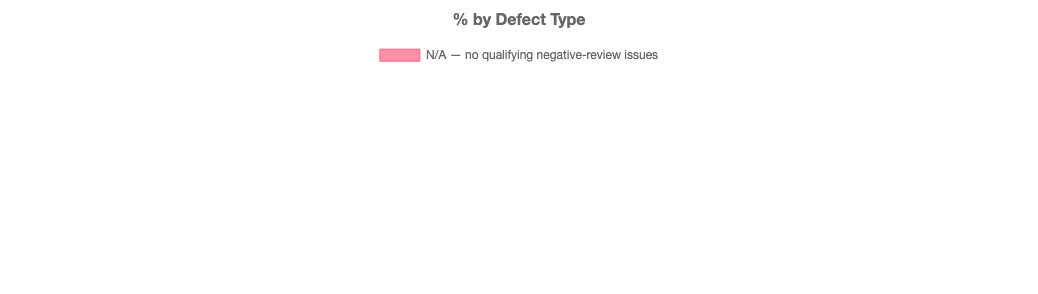 % by Defect Type
N/A — no qualifying negative-review issues